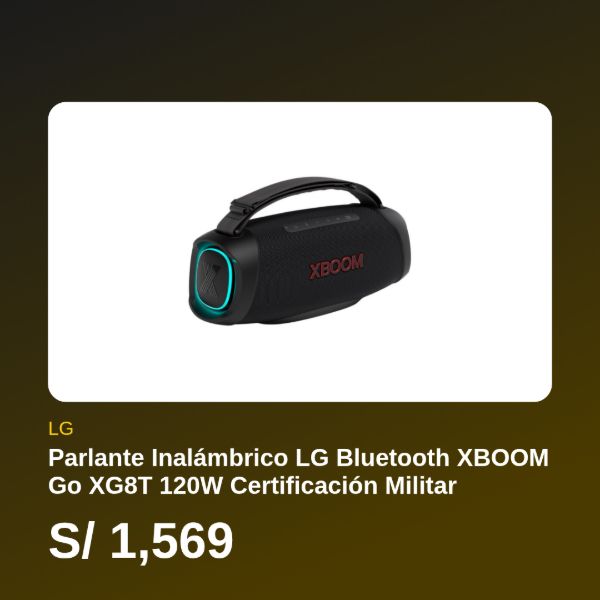 XBOOM
LG
Parlante Inalámbrico LG Bluetooth XBOOM
Go XG8T 120W Certificación Militar
S/ 1,569